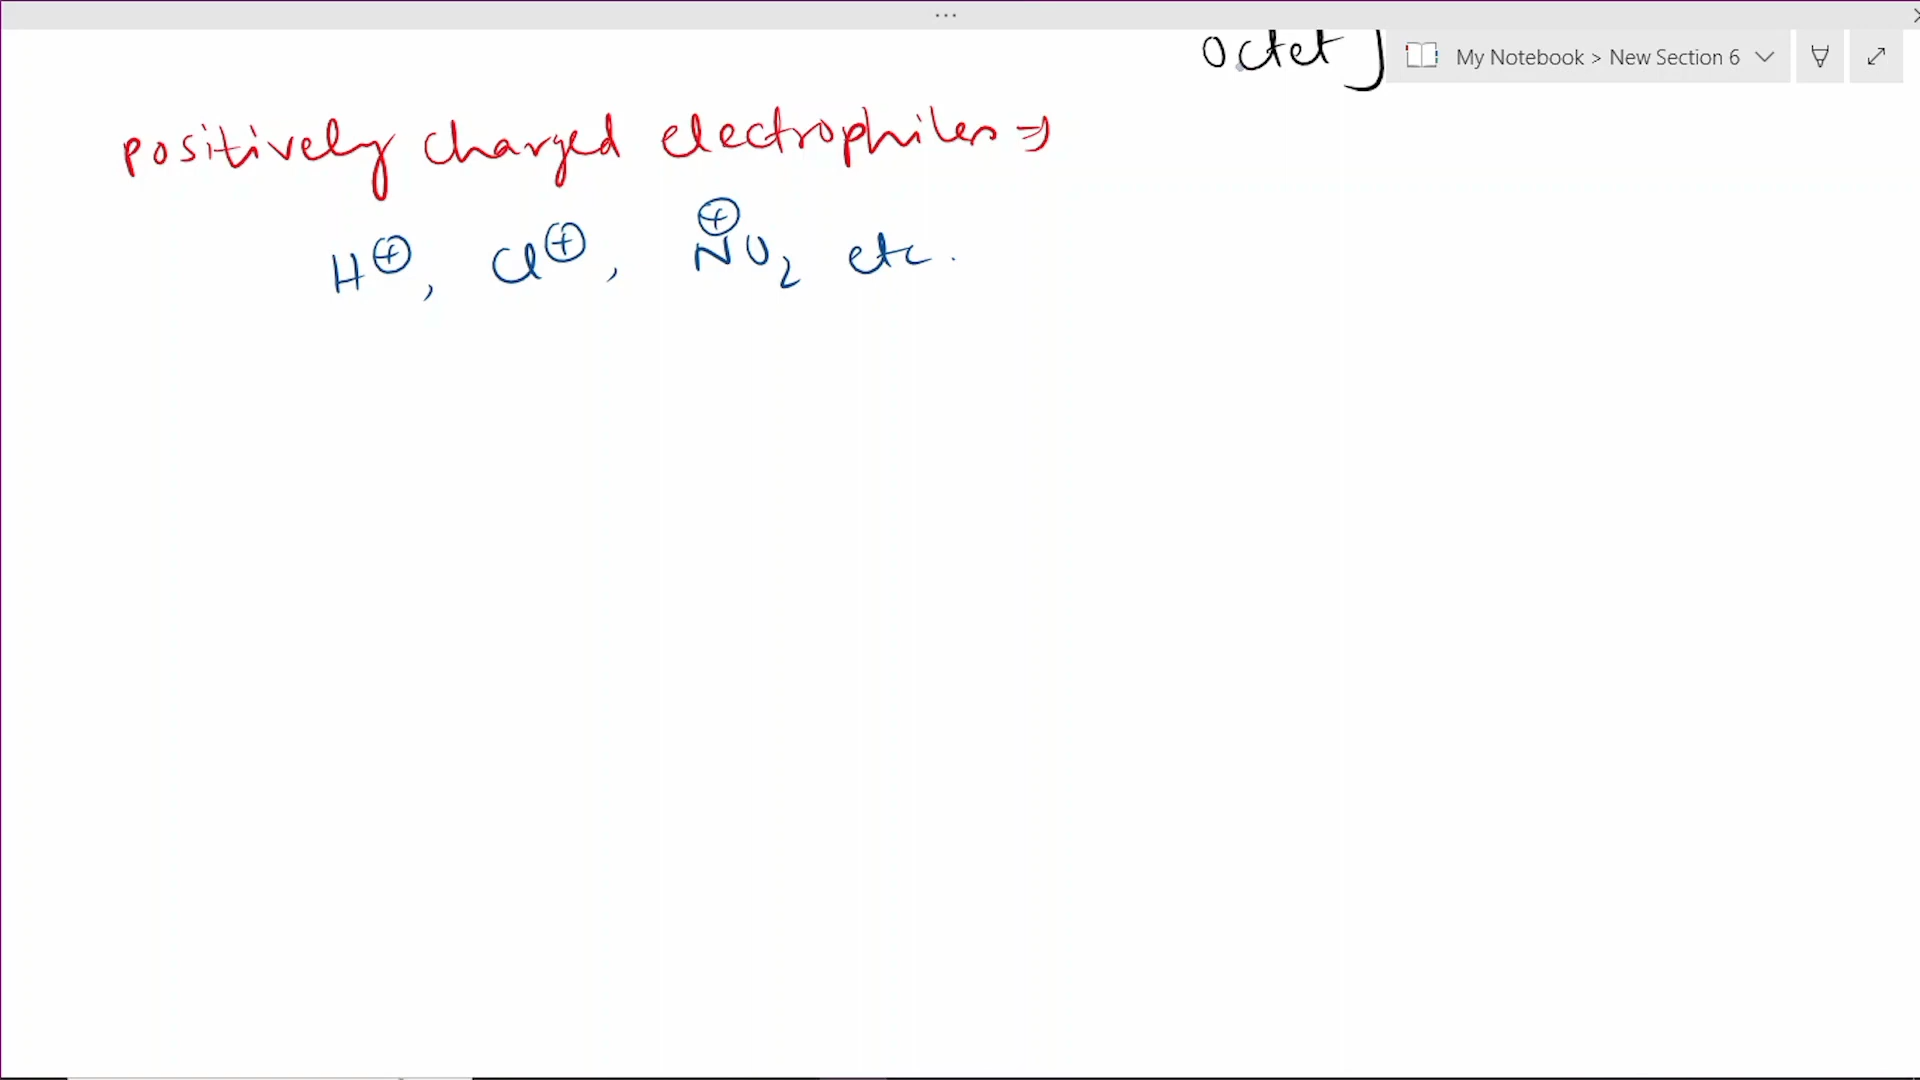 octet]
My Notebook > New Section 6
positively charged electrophiles ⇒
H⊕, Cl⊕, N⊕O2 etc.